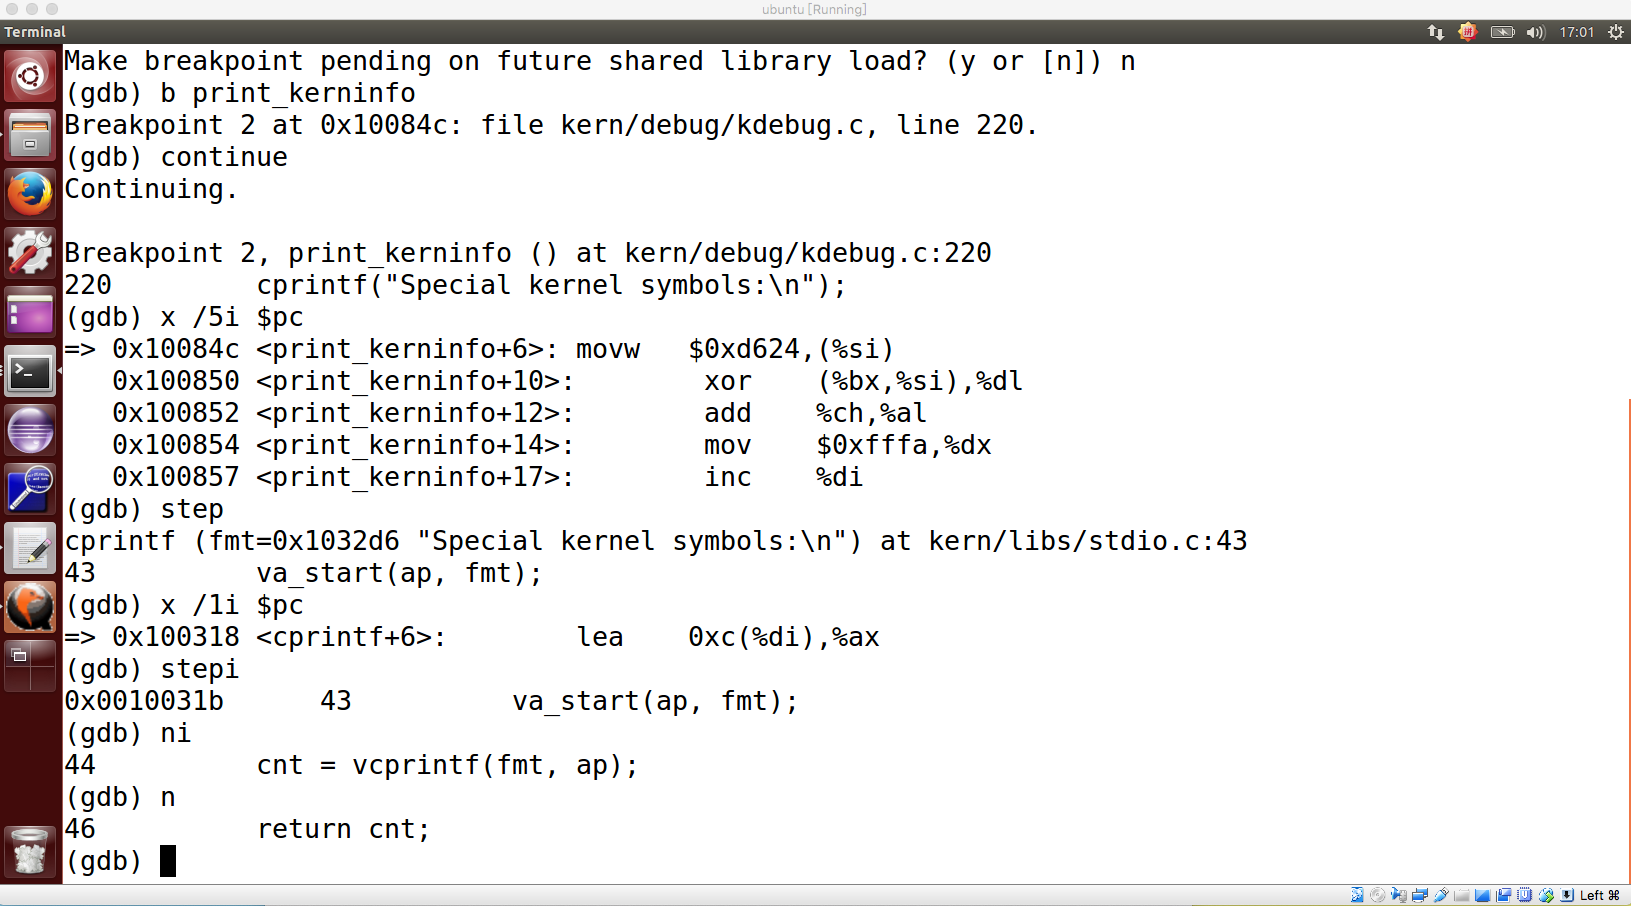 ubuntu [Running]
Terminal
17:01
Make breakpoint pending on future shared library load? (y or [n]) n
(gdb) b print_kerninfo
Breakpoint 2 at 0x10084c: file kern/debug/kdebug.c, line 220.
(gdb) continue
Continuing.
Breakpoint 2, print_kerninfo () at kern/debug/kdebug.c:220
220         cprintf("Special kernel symbols:\n");
(gdb) x /5i $pc
=> 0x10084c <print_kerninfo+6>: movw   $0xd624,(%si)
   0x100850 <print_kerninfo+10>:        xor    (%bx,%si),%dl
   0x100852 <print_kerninfo+12>:        add    %ch,%al
   0x100854 <print_kerninfo+14>:        mov    $0xfffa,%dx
   0x100857 <print_kerninfo+17>:        inc    %di
(gdb) step
cprintf (fmt=0x1032d6 "Special kernel symbols:\n") at kern/libs/stdio.c:43
43          va_start(ap, fmt);
(gdb) x /1i $pc
=> 0x100318 <cprintf+6>:        lea    0xc(%di),%ax
(gdb) stepi
0x0010031b      43          va_start(ap, fmt);
(gdb) ni
44          cnt = vcprintf(fmt, ap);
(gdb) n
46          return cnt;
(gdb)
Left ⌘